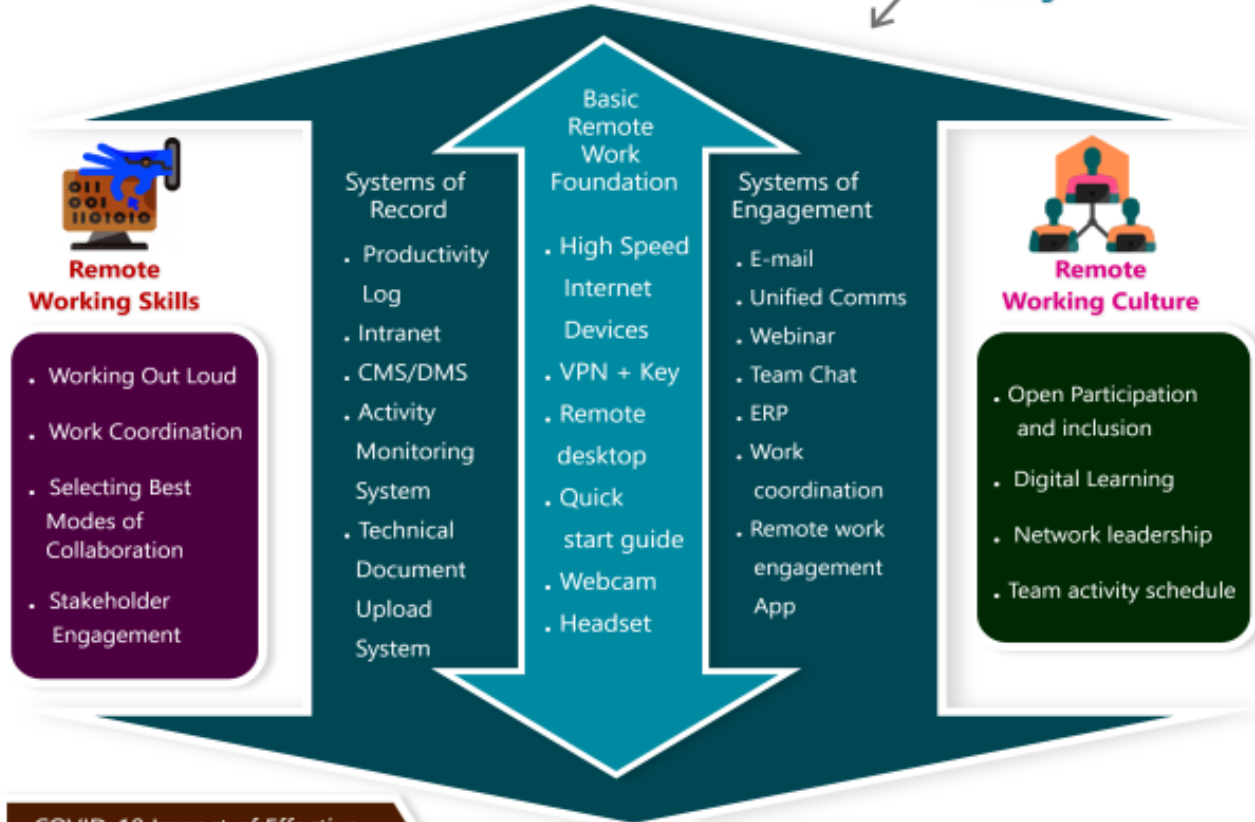 011
001
1101010
Remote
Working Skills
. Working Out Loud
. Work Coordination
. Selecting Best
Modes of
Collaboration
. Stakeholder
Engagement
Systems of
Record
. Productivity
Log
. Intranet
. CMS/DMS
. Activity
Monitoring
System
. Technical
Document
Upload
System
Basic
Remote
Work
Foundation
. High Speed
Internet
Devices
. VPN + Key
. Remote
desktop
. Quick
start guide
. Webcam
. Headset
Systems of
Engagement
. E-mail
. Unified Comms
. Webinar
. Team Chat
. ERP
. Work
coordination
. Remote work
engagement
App
Remote
Working Culture
. Open Participation
and inclusion
. Digital Learning
. Network leadership
. Team activity schedule